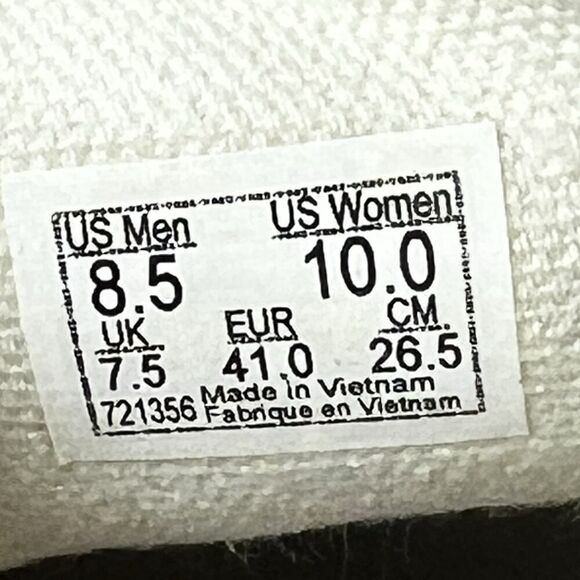 US Men US Women
8.5 10.0
UK EUR CM
7.5 41.0 26.5
721356 Made in Vietnam
Fabrique en Vietnam